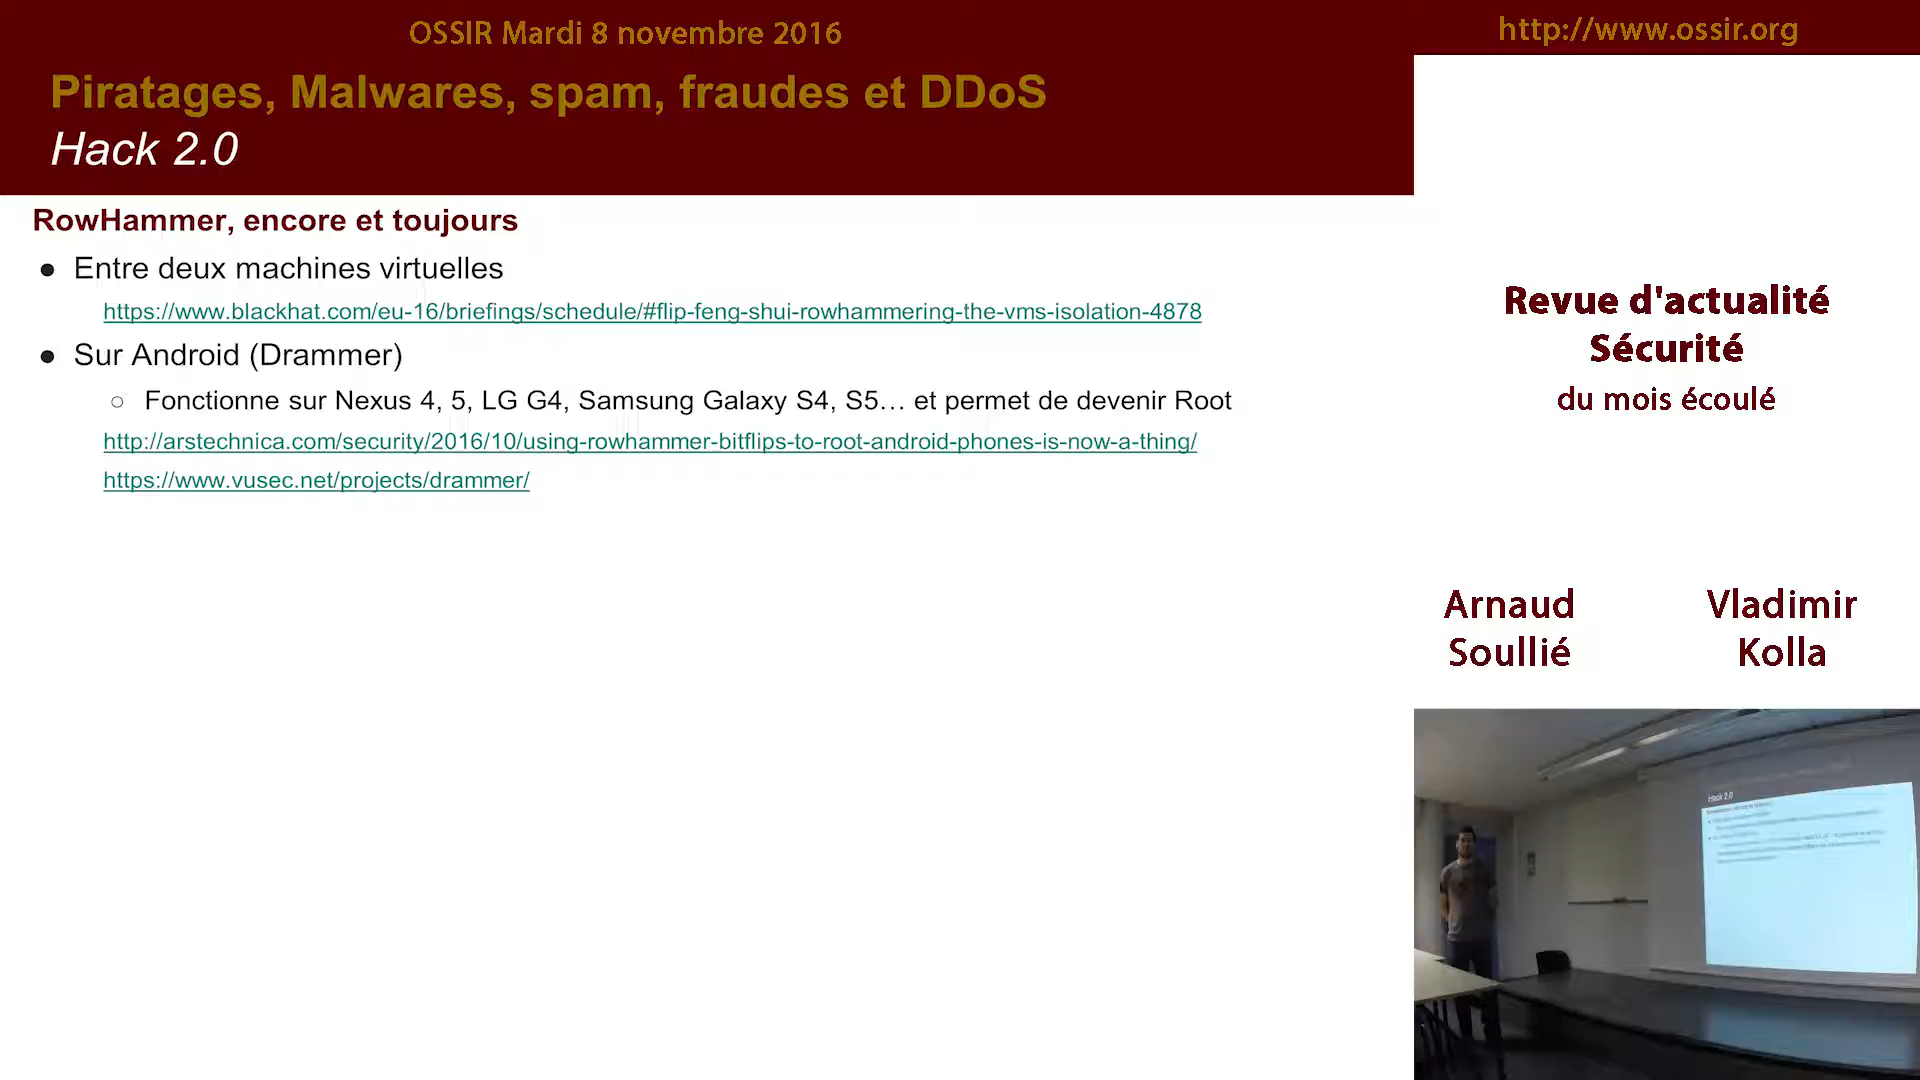 OSSIR Mardi 8 novembre 2016
http://www.ossir.org
Piratages, Malwares, spam, fraudes et DDoS
Hack 2.0
RowHammer, encore et toujours
● Entre deux machines virtuelles
https://www.blackhat.com/eu-16/briefings/schedule/#flip-feng-shui-rowhammering-the-vms-isolation-4878
● Sur Android (Drammer)
○ Fonctionne sur Nexus 4, 5, LG G4, Samsung Galaxy S4, S5… et permet de devenir Root
http://arstechnica.com/security/2016/10/using-rowhammer-bitflips-to-root-android-phones-is-now-a-thing/
https://www.vusec.net/projects/drammer/
Revue d'actualité
Sécurité
du mois écoulé
Arnaud
Soullié
Vladimir
Kolla
Hack 2.0